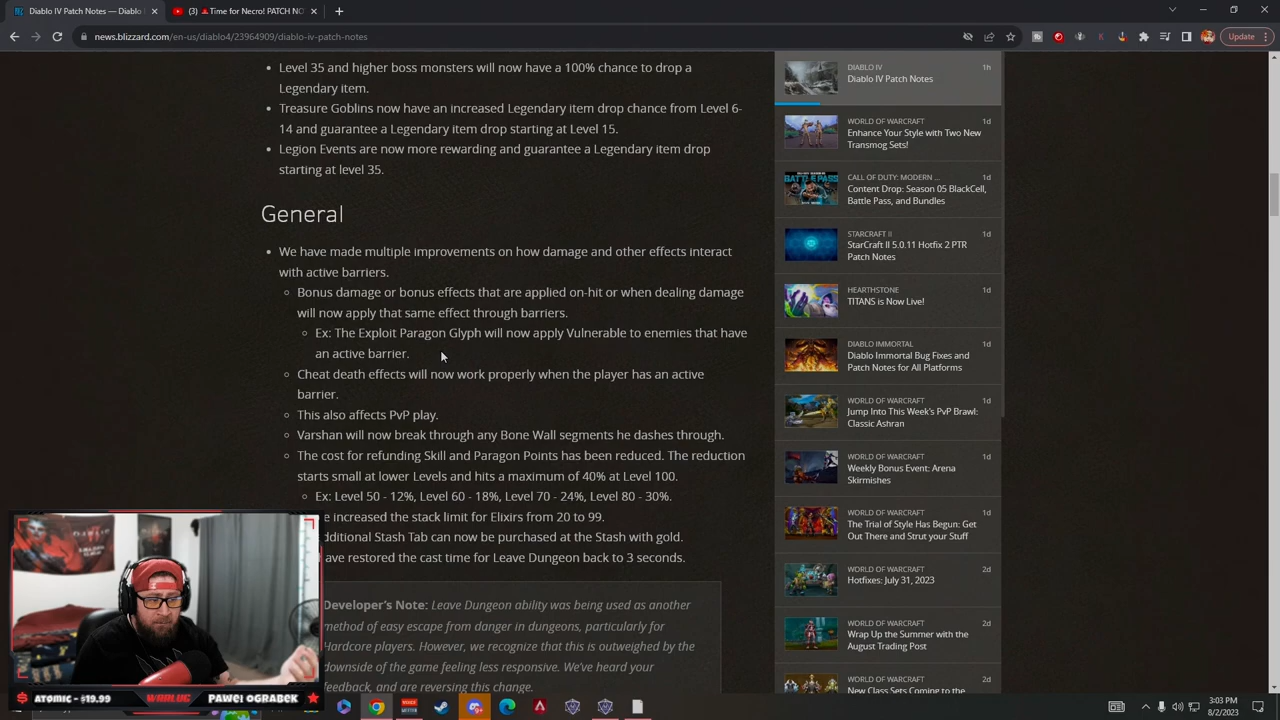 Diablo IV Patch Notes — Diablo
(3) Time for Necro! PATCH NO
news.blizzard.com/en-us/diablo4/23964909/diablo-iv-patch-notes
Update
Level 35 and higher boss monsters will now have a 100% chance to drop a
Legendary item.
Treasure Goblins now have an increased Legendary item drop chance from Level 6-
14 and guarantee a Legendary item drop starting at Level 15.
Legion Events are now more rewarding and guarantee a Legendary item drop
starting at level 35.
General
We have made multiple improvements on how damage and other effects interact
with active barriers.
Bonus damage or bonus effects that are applied on-hit or when dealing damage
will now apply that same effect through barriers.
Ex: The Exploit Paragon Glyph will now apply Vulnerable to enemies that have
an active barrier.
Cheat death effects will now work properly when the player has an active
barrier.
This also affects PvP play.
Varshan will now break through any Bone Wall segments he dashes through.
The cost for refunding Skill and Paragon Points has been reduced. The reduction
starts small at lower Levels and hits a maximum of 40% at Level 100.
Ex: Level 50 - 12%, Level 60 - 18%, Level 70 - 24%, Level 80 - 30%.
e increased the stack limit for Elixirs from 20 to 99.
ditional Stash Tab can now be purchased at the Stash with gold.
ave restored the cast time for Leave Dungeon back to 3 seconds.
Developer's Note: Leave Dungeon ability was being used as another
method of easy escape from danger in dungeons, particularly for
Hardcore players. However, we recognize that this is outweighed by the
downside of the game feeling less responsive. We've heard your
feedback, and are reversing this change.
DIABLO IV 1h
Diablo IV Patch Notes
WORLD OF WARCRAFT 1d
Enhance Your Style with Two New
Transmog Sets!
CALL OF DUTY: MODERN ... 1d
Content Drop: Season 05 BlackCell,
Battle Pass, and Bundles
STARCRAFT II 1d
StarCraft II 5.0.11 Hotfix 2 PTR
Patch Notes
HEARTHSTONE 1d
TITANS is Now Live!
DIABLO IMMORTAL 1d
Diablo Immortal Bug Fixes and
Patch Notes for All Platforms
WORLD OF WARCRAFT 1d
Jump Into This Week's PvP Brawl:
Classic Ashran
WORLD OF WARCRAFT 1d
Weekly Bonus Event: Arena
Skirmishes
WORLD OF WARCRAFT 1d
The Trial of Style Has Begun: Get
Out There and Strut your Stuff
WORLD OF WARCRAFT 2d
Hotfixes: July 31, 2023
WORLD OF WARCRAFT 2d
Wrap Up the Summer with the
August Trading Post
WORLD OF WARCRAFT 2d
New Class Sets Coming to the
BATTLE PASS
$ ATOMIC - $19.99 WARLUG PAWEł OGRABEK
3:03 PM
8/2/2023